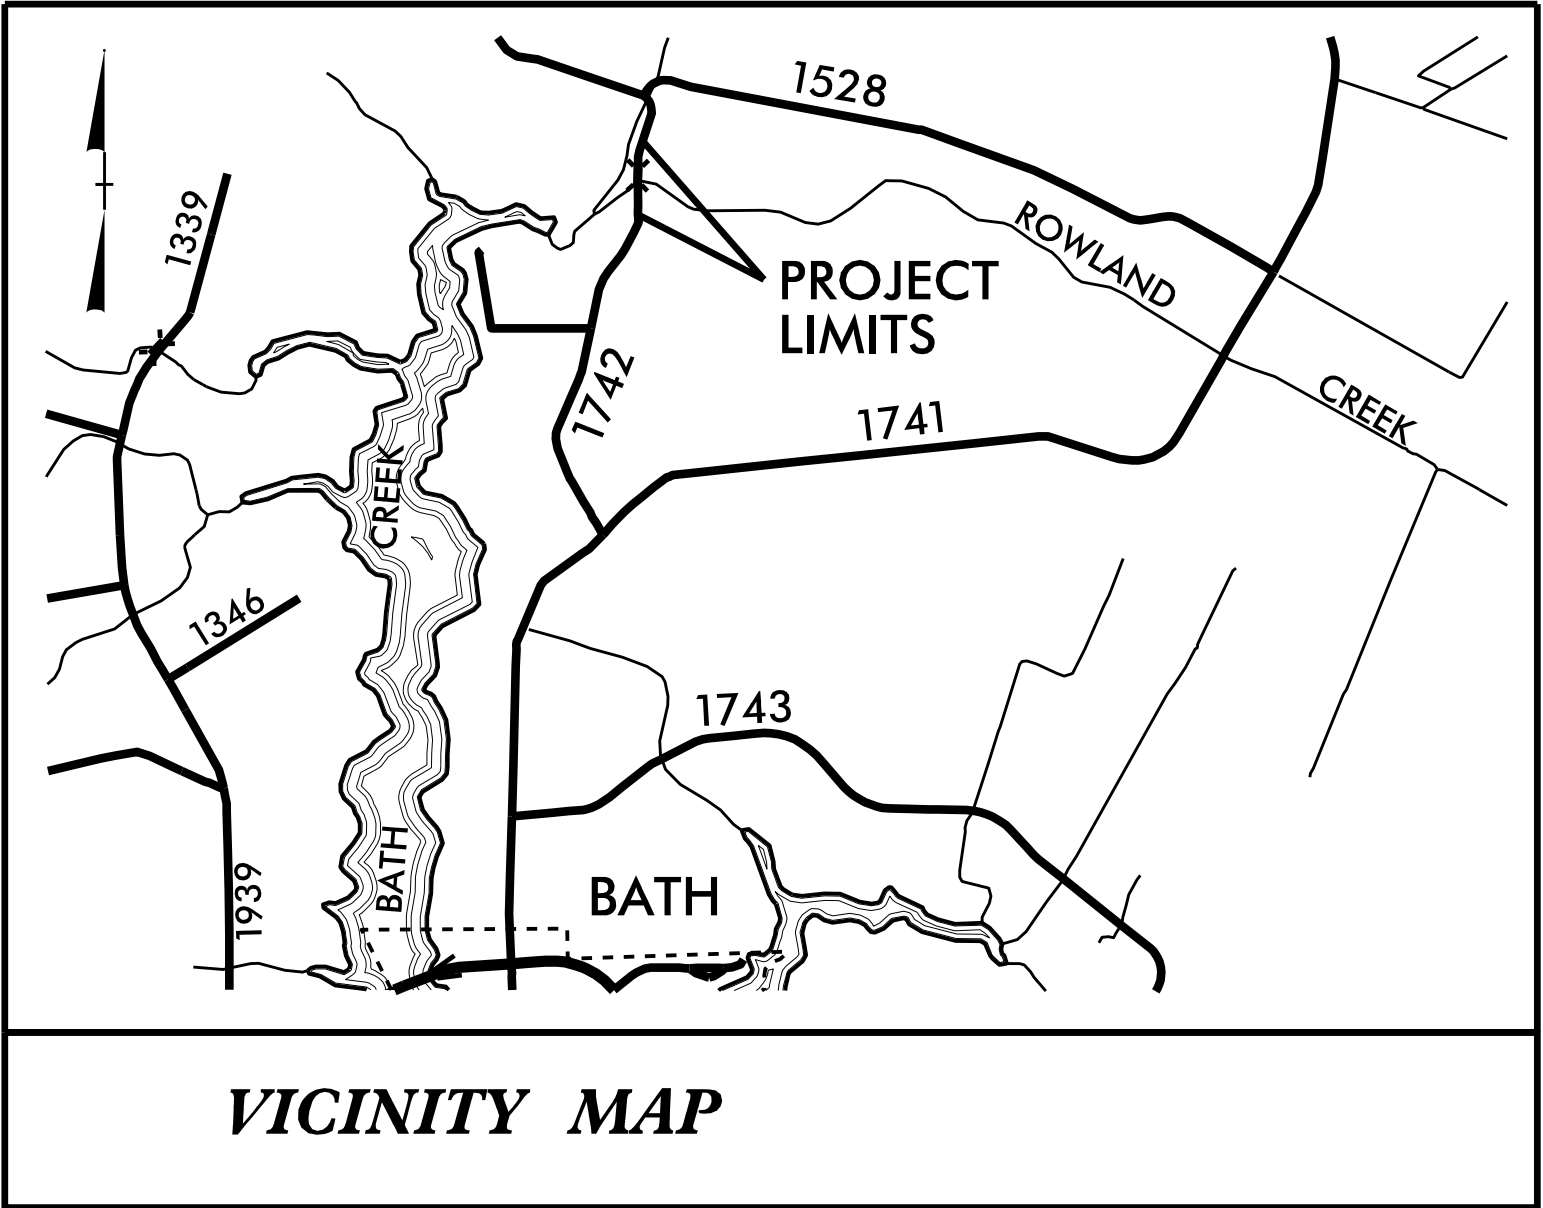 1528
1339
ROWLAND
PROJECT
LIMITS
1742
CREEK
1741
CREEK
1346
1743
BATH
1939
BATH
VICINITY MAP